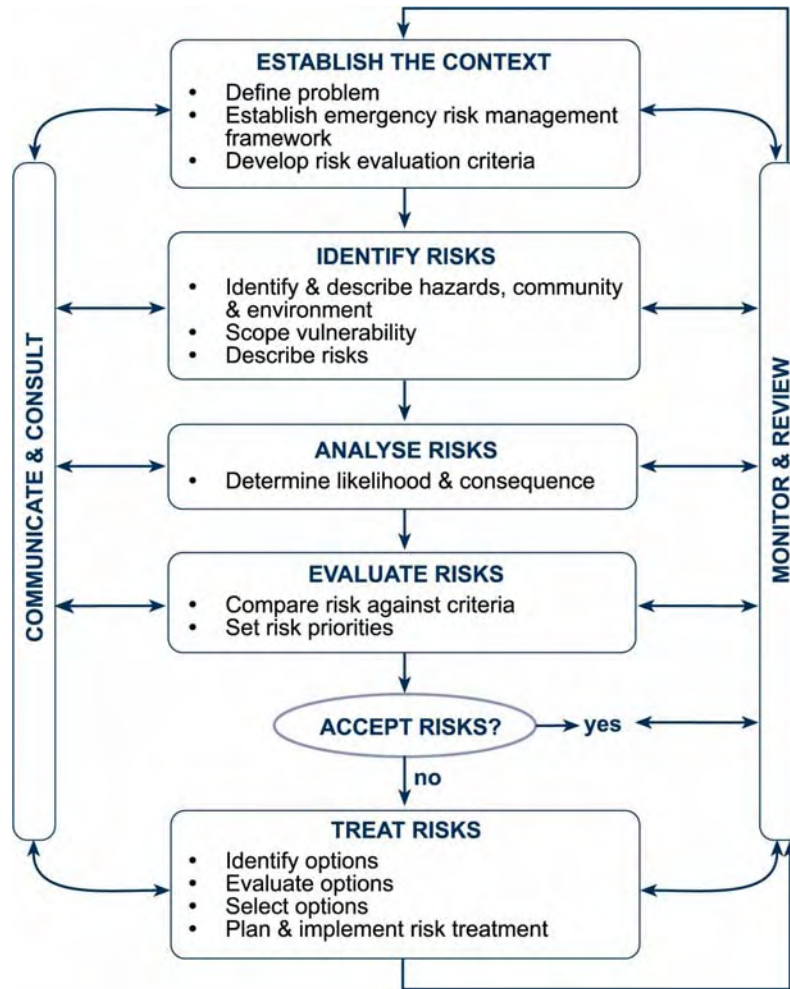 ESTABLISH THE CONTEXT
• Define problem
• Establish emergency risk management
framework
• Develop risk evaluation criteria
IDENTIFY RISKS
• Identify & describe hazards, community
& environment
• Scope vulnerability
• Describe risks
COMMUNICATE & CONSULT
MONITOR & REVIEW
ANALYSE RISKS
• Determine likelihood & consequence
EVALUATE RISKS
• Compare risk against criteria
• Set risk priorities
ACCEPT RISKS? yes
no
TREAT RISKS
• Identify options
• Evaluate options
• Select options
• Plan & implement risk treatment